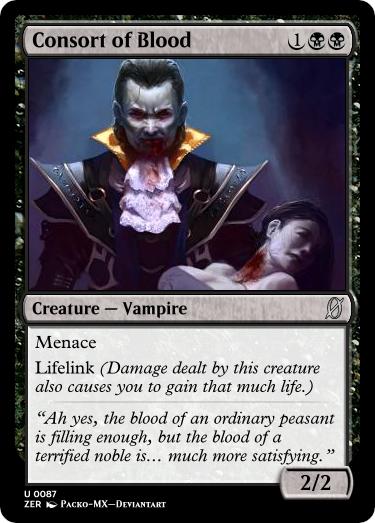 Consort of Blood 1
Creature — Vampire
Menace
Lifelink (Damage dealt by this creature
also causes you to gain that much life.)
“Ah yes, the blood of an ordinary peasant
is filling enough, but the blood of a
terrified noble is… much more satisfying.”
2/2
U 0087
ZER Packo-MX—Deviantart